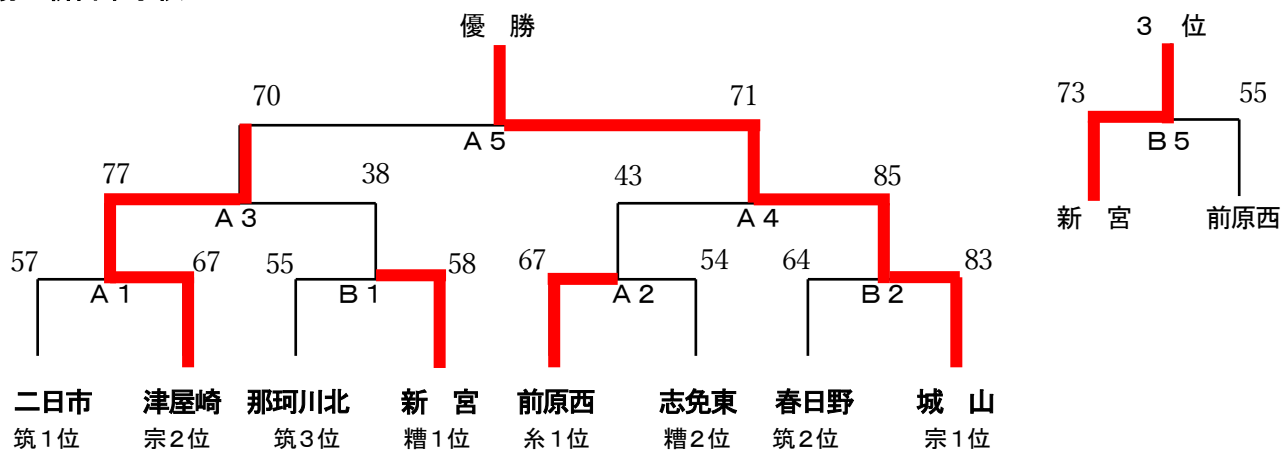 優 勝
3 位
70
71
73
55
A5
B5
77
38
43
85
A3
A4
新 宮
前原西
57
67
55
58
67
54
64
83
A1
B1
A2
B2
二日市
津屋崎
那珂川北
新 宮
前原西
志免東
春日野
城 山
筑1位
宗2位
筑3位
糟1位
糸1位
糟2位
筑2位
宗1位